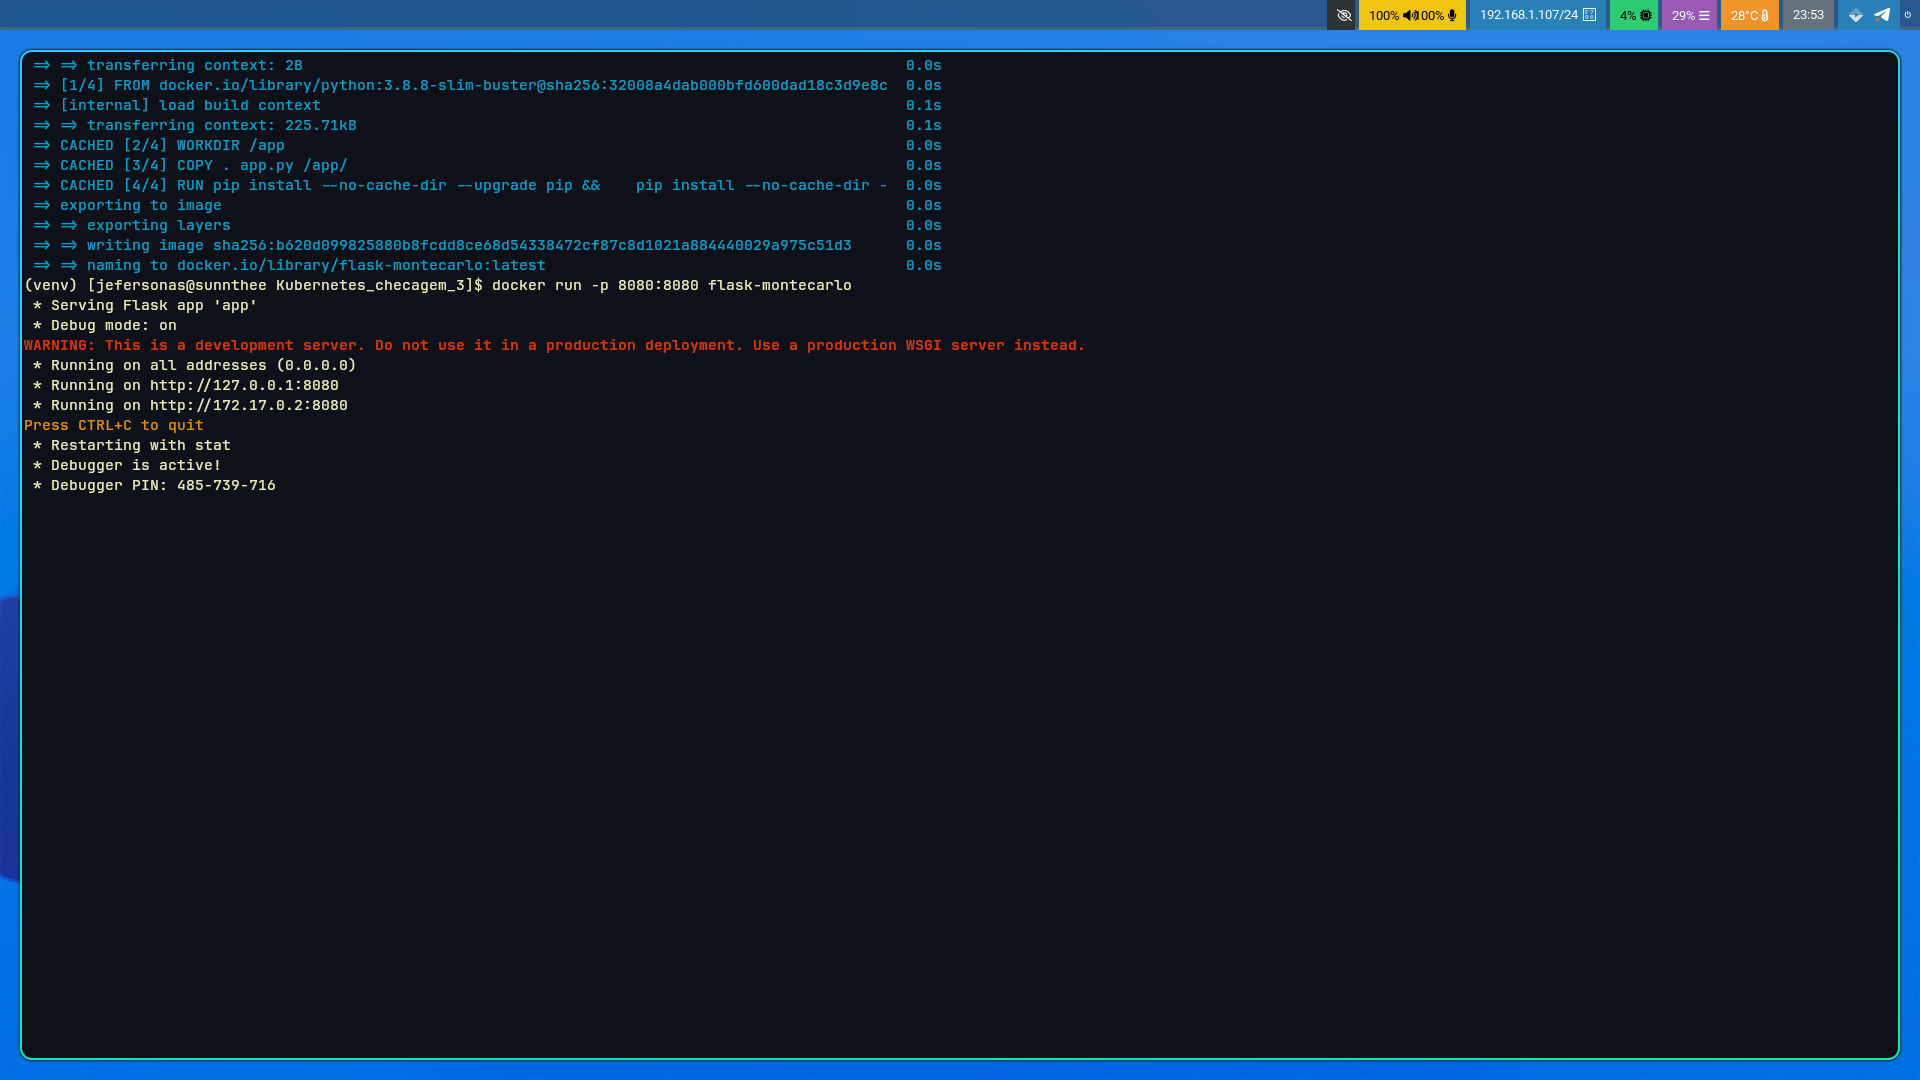 100% 100% 192.168.1.107/24 4% 29% 28°C 23:53
=> => transferring context: 2B 0.0s
=> [1/4] FROM docker.io/library/python:3.8.8-slim-buster@sha256:32008a4dab000bfd600dad18c3d9e8c 0.0s
=> [internal] load build context 0.1s
=> => transferring context: 225.71kB 0.1s
=> CACHED [2/4] WORKDIR /app 0.0s
=> CACHED [3/4] COPY . app.py /app/ 0.0s
=> CACHED [4/4] RUN pip install --no-cache-dir --upgrade pip && pip install --no-cache-dir - 0.0s
=> exporting to image 0.0s
=> => exporting layers 0.0s
=> => writing image sha256:b620d099825880b8fcdd8ce68d54338472cf87c8d1021a884440029a975c51d3 0.0s
=> => naming to docker.io/library/flask-montecarlo:latest 0.0s
(venv) [jefersonas@sunnthee Kubernetes_checagem_3]$ docker run -p 8080:8080 flask-montecarlo
* Serving Flask app 'app'
* Debug mode: on
WARNING: This is a development server. Do not use it in a production deployment. Use a production WSGI server instead.
* Running on all addresses (0.0.0.0)
* Running on http://127.0.0.1:8080
* Running on http://172.17.0.2:8080
Press CTRL+C to quit
* Restarting with stat
* Debugger is active!
* Debugger PIN: 485-739-716